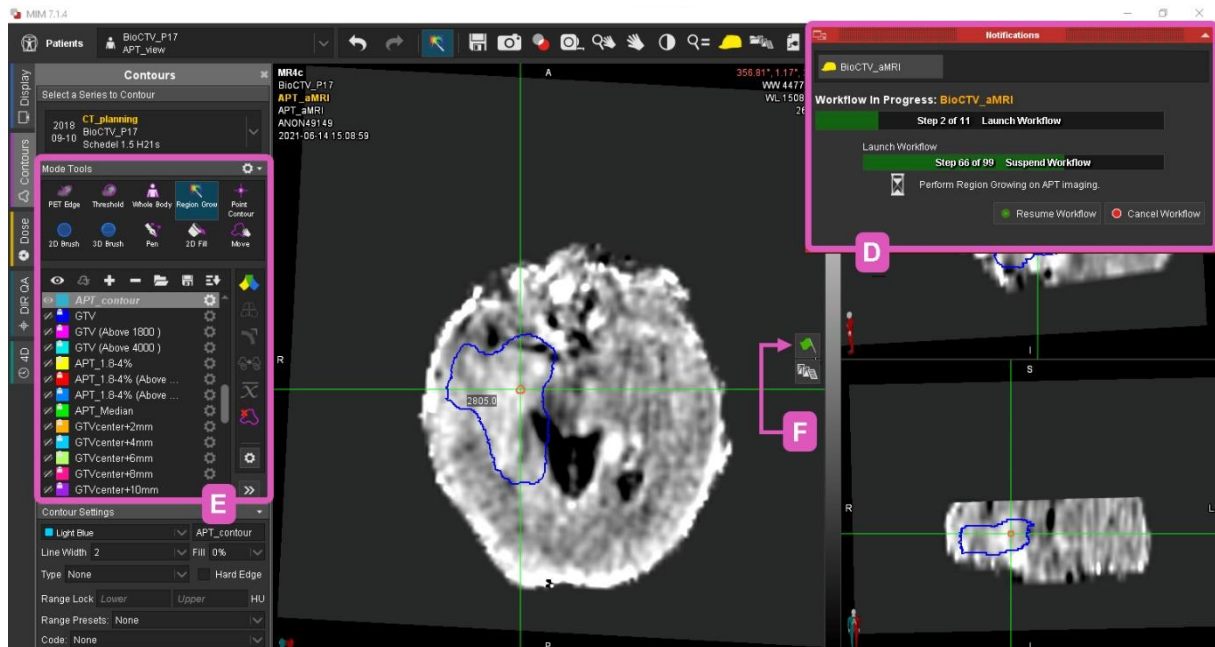 MIM 7.1.4
Patients
BioCTV_P17
APT_view
Display
Contours
Dose
DIR QA
4D
Contours
Select a Series to Contour
2018
09-10
CT_planning
BioCTV_P17
Schedel 1.5 H21s
Mode Tools
PET Edge Threshold Whole Body Region Grow Point Contour
2D Brush 3D Brush Pen 2D Fill Move
APT_contour
GTV
GTV (Above 1800 )
GTV (Above 4000 )
APT_1.8-4%
APT_1.8-4% (Above ...
APT_1.8-4% (Above ...
APT_Median
GTVcenter+2mm
GTVcenter+4mm
GTVcenter+6mm
GTVcenter+8mm
GTVcenter+10mm
E
Contour Settings
Light Blue APT_contour
Line Width 2 Fill 0%
Type None Hard Edge
Range Lock Lower Upper HU
Range Presets: None
Code: None
MR4c
BioCTV_P17
APT_aMRI
APT_aMRI
ANON49149
2021-06-14 15:08:59
A
356.81°, 1.17°,
WW 4477
WL 1508
26
R
2805.0
F
Notifications
BioCTV_aMRI
Workflow In Progress: BioCTV_aMRI
Step 2 of 11 Launch Workflow
Launch Workflow
Step 66 of 99 Suspend Workflow
Perform Region Growing on APT imaging.
Resume Workflow Cancel Workflow
D
I
S
R
L